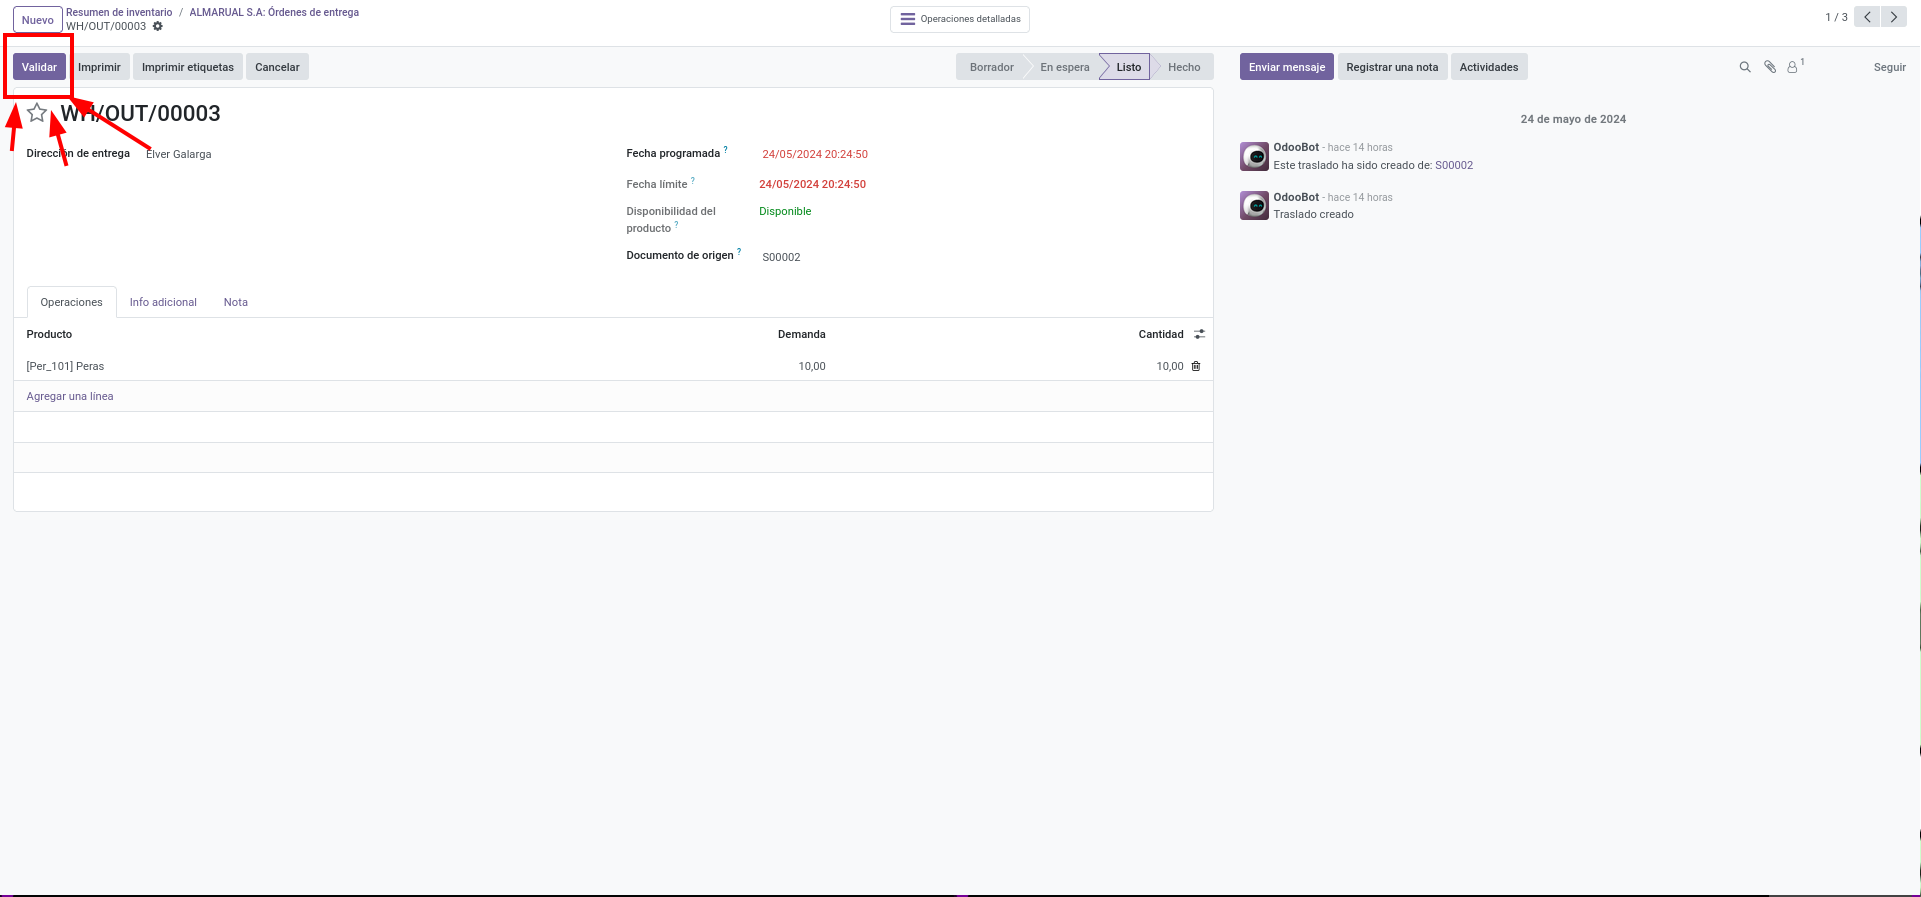 Nuevo
Resumen de inventario / ALMARUAL S.A: Órdenes de entrega
WH/OUT/00003
Operaciones detalladas
1 / 3
Validar Imprimir Imprimir etiquetas Cancelar
Borrador En espera Listo Hecho
Enviar mensaje Registrar una nota Actividades
1
Seguir
WH/OUT/00003
Dirección de entrega Elver Galarga
Fecha programada ? 24/05/2024 20:24:50
Fecha límite ? 24/05/2024 20:24:50
Disponibilidad del producto ? Disponible
Documento de origen ? S00002
Operaciones Info adicional Nota
Producto Demanda Cantidad
[Per_101] Peras 10,00 10,00
Agregar una línea
24 de mayo de 2024
OdooBot - hace 14 horas
Este traslado ha sido creado de: S00002
OdooBot - hace 14 horas
Traslado creado